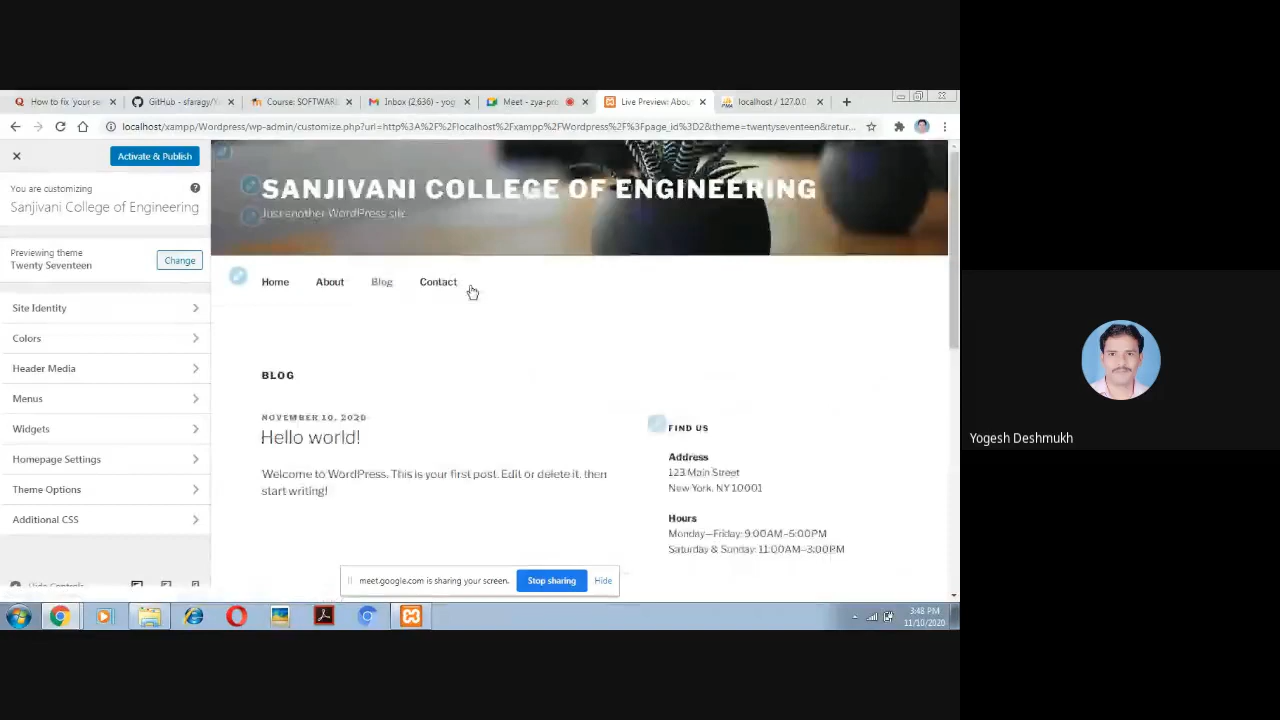 How to fix 'your se
GitHub - sfaragy/
Course: SOFTWAR
Inbox (2,636) - yog
Meet - zya-
Live Preview: Abou
localhost / 127.0.0
localhost/xampp/Wordpress/wp-admin/customize.php?url=http%3A%2F%2Flocalhost%2Fxampp%2FWordpress%2F%3Fpage_id%3D2&theme=twentyseventeen&retur...
Activate & Publish
You are customizing
Sanjivani College of Engineering
Previewing theme
Twenty Seventeen
Change
Site Identity
Colors
Header Media
Menus
Widgets
Homepage Settings
Theme Options
Additional CSS
Hide Controls
SANJIVANI COLLEGE OF ENGINEERING
Just another WordPress site
Home About Blog Contact
BLOG
NOVEMBER 10, 2020
Hello world!
Welcome to WordPress. This is your first post. Edit or delete it, then
start writing!
FIND US
Address
123 Main Street
New York, NY 10001
Hours
Monday—Friday: 9:00AM–5:00PM
Saturday & Sunday: 11:00AM–3:00PM
meet.google.com is sharing your screen.
Stop sharing
Hide
3:48 PM
11/10/2020
Yogesh Deshmukh